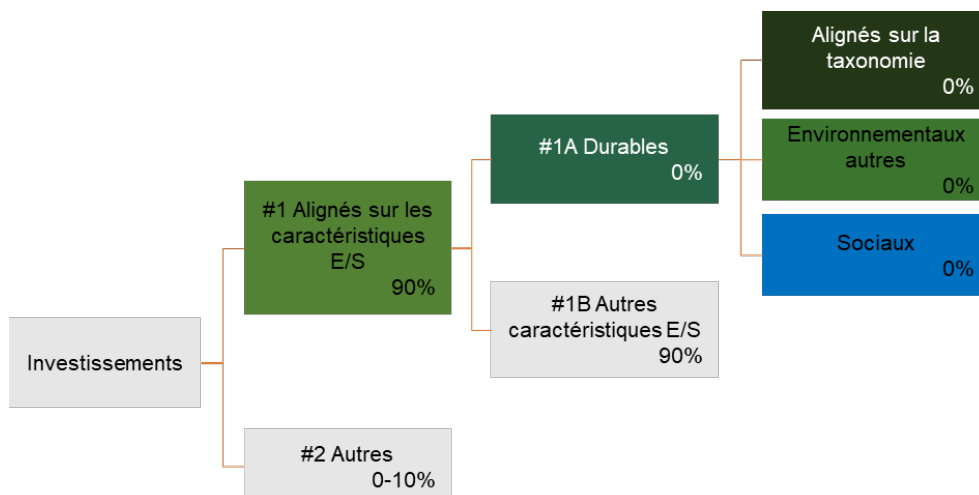 Investissements
#1 Alignés sur les
caractéristiques
E/S
90%
#2 Autres
0-10%
#1A Durables
0%
#1B Autres
caractéristiques E/S
90%
Alignés sur la
taxonomie
0%
Environnementaux
autres
0%
Sociaux
0%